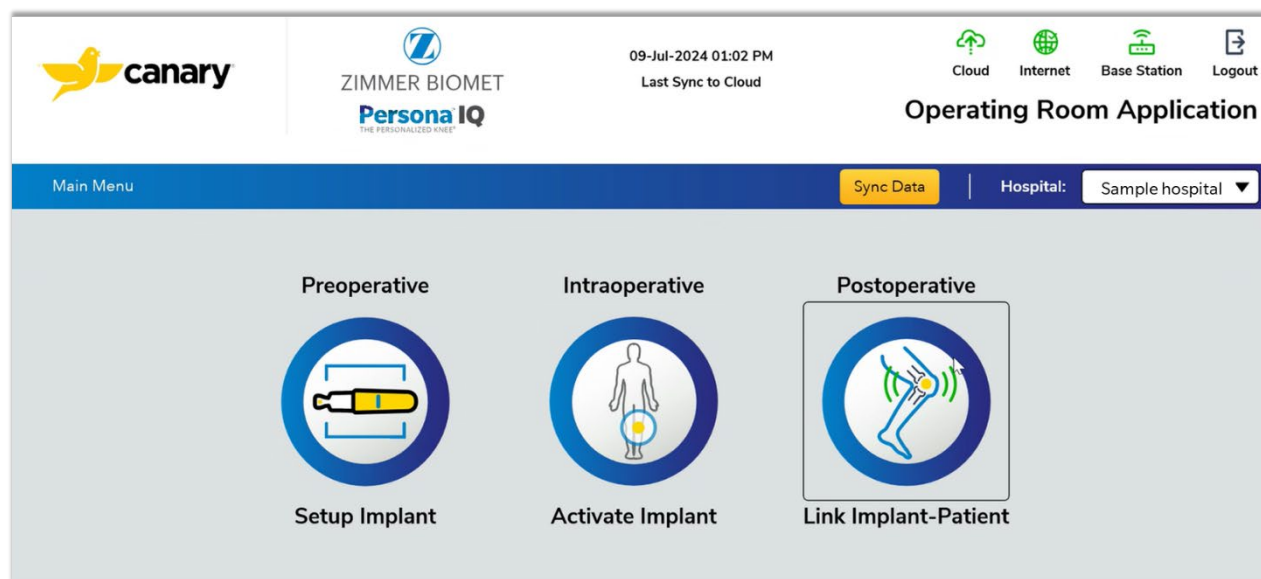 canary
ZIMMER BIOMET
Persona IQ
THE PERSONALIZED KNEE®
09-Jul-2024 01:02 PM
Last Sync to Cloud
Cloud Internet Base Station Logout
Operating Room Application
Main Menu
Sync Data
Hospital:
Sample hospital
Preoperative Intraoperative Postoperative
Setup Implant Activate Implant Link Implant-Patient